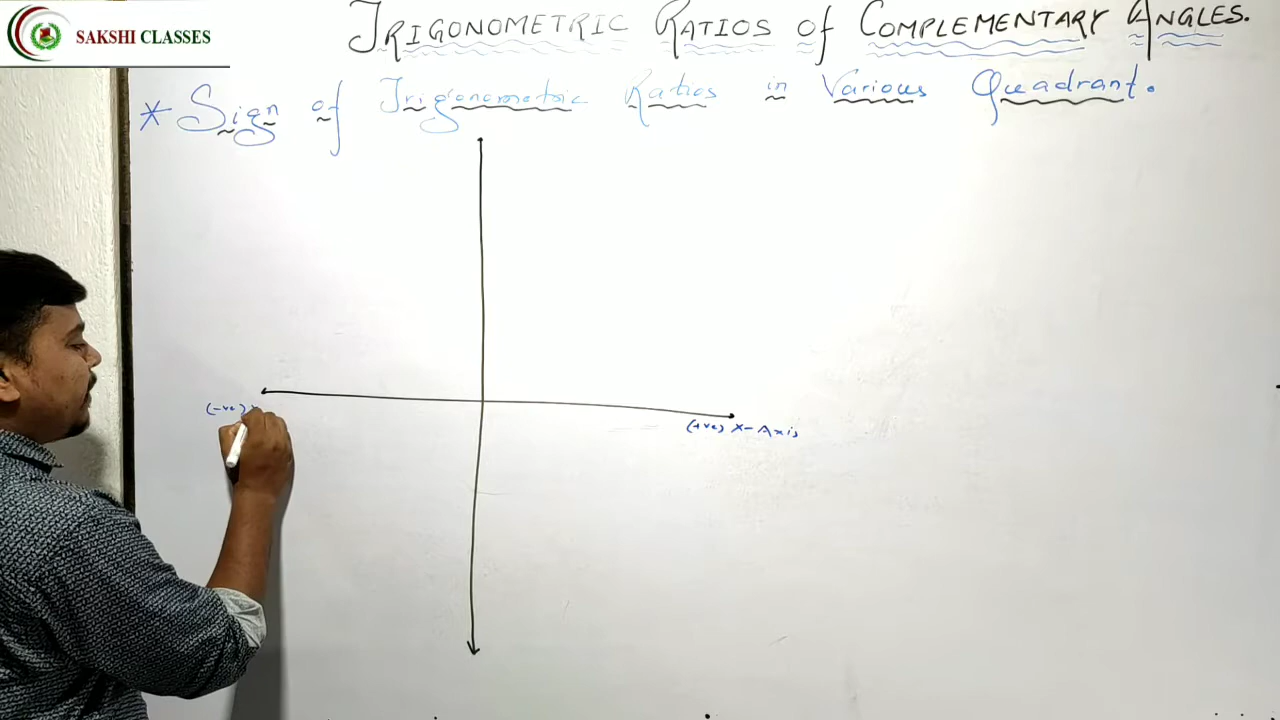 SAKSHI CLASSES
TRIGONOMETRIC RATIOS of COMPLEMENTARY ANGLES.
* Sign of Trigonometric Ratios in Various Quadrant.
(-ve)
(+ve) X-Axis